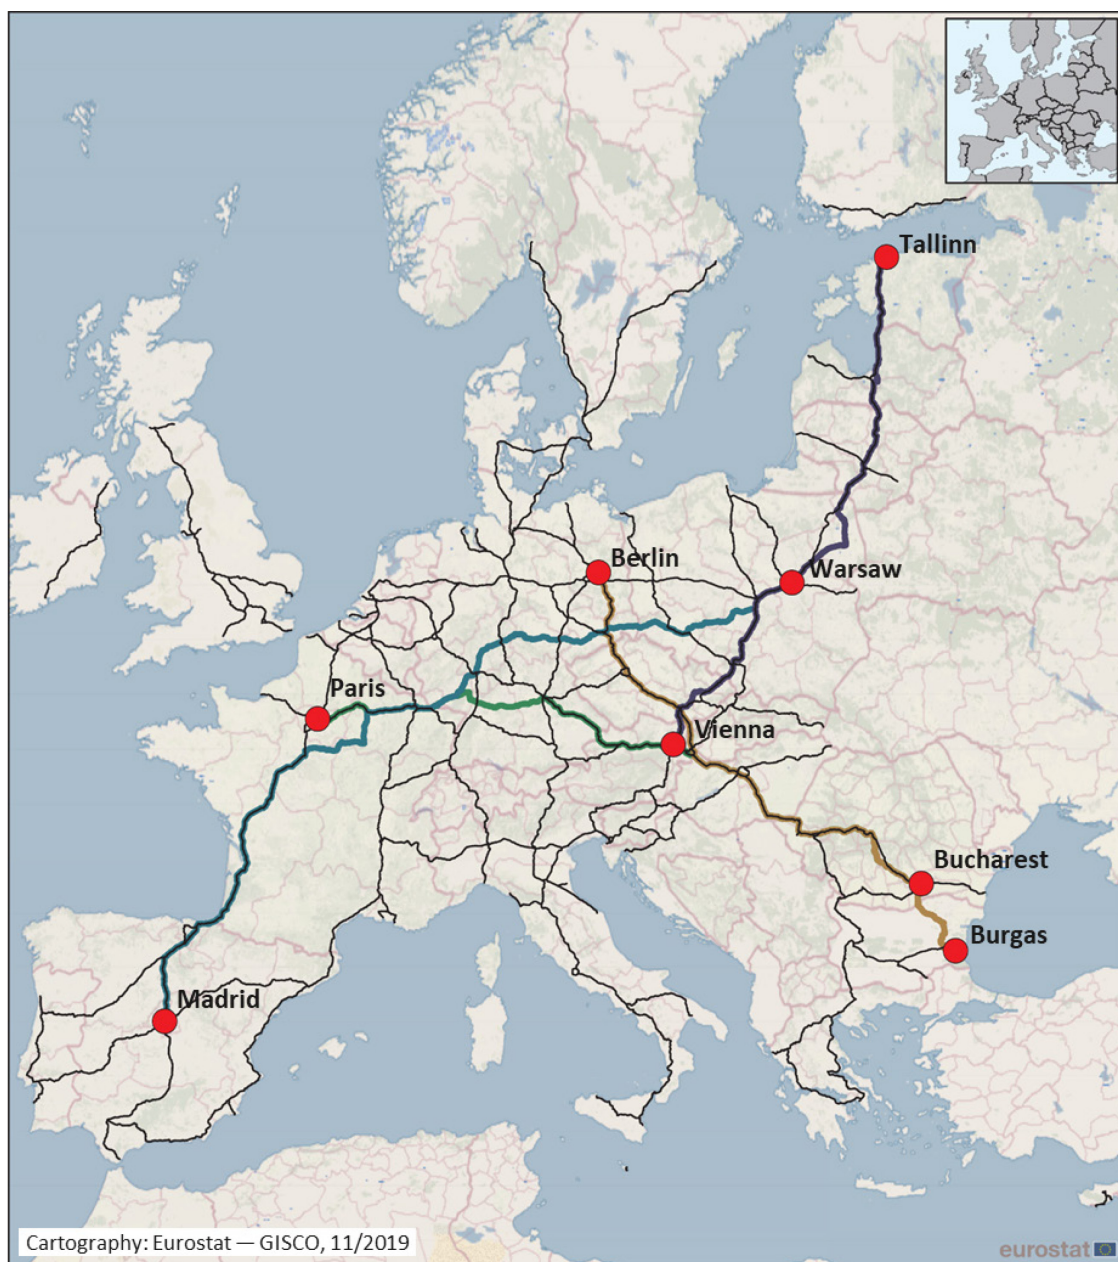 Tallinn
Berlin
Warsaw
Paris
Vienna
Bucharest
Burgas
Madrid
Cartography: Eurostat — GISCO, 11/2019
eurostat